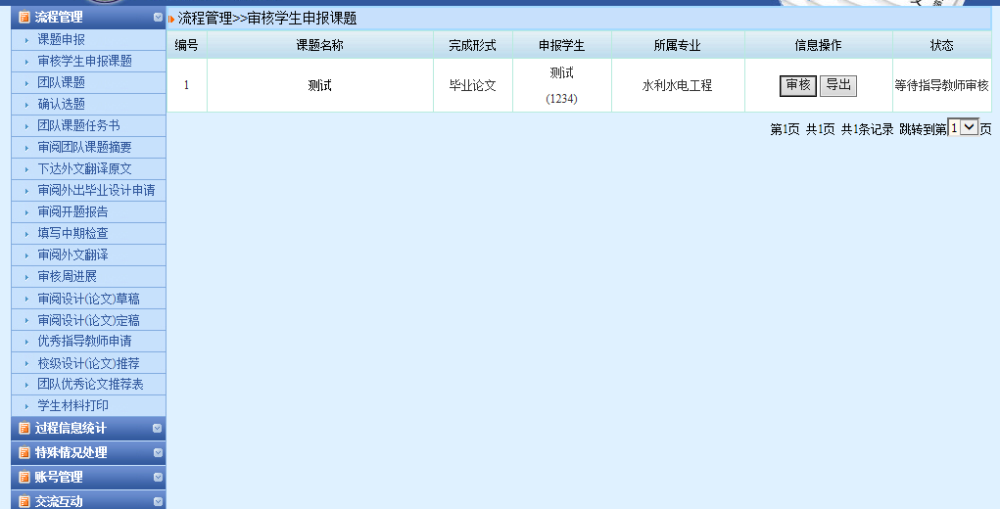 流程管理
课题申报
审核学生申报课题
团队课题
确认选题
团队课题任务书
审阅团队课题摘要
下达外文翻译原文
审阅外出毕业设计申请
审阅开题报告
填写中期检查
审阅外文翻译
审核周进展
审阅设计(论文)草稿
审阅设计(论文)定稿
优秀指导教师申请
校级设计(论文)推荐
团队优秀论文推荐表
学生材料打印
过程信息统计
特殊情况处理
账号管理
交流互动
流程管理>>审核学生申报课题
编号 课题名称 完成形式 申报学生 所属专业 信息操作 状态
1 测试 毕业论文 测试 (1234) 水利水电工程 审核 导出 等待指导教师审核
第1页 共1页 共1条记录 跳转到第 1 页